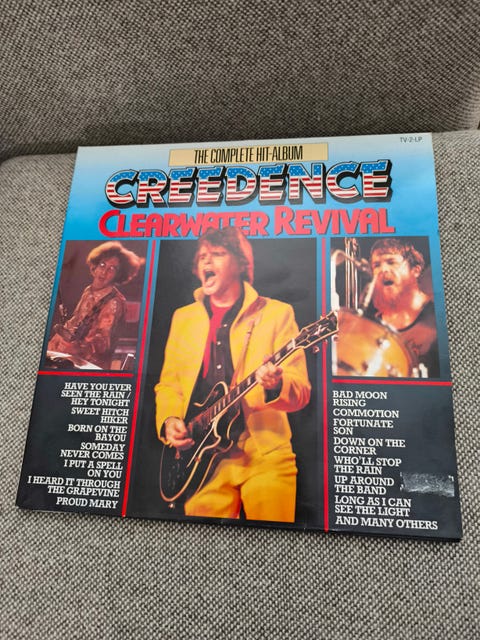 TV-2-LP
THE COMPLETE HIT-ALBUM
CREEDENCE
CLEARWATER REVIVAL
HAVE YOU EVER
SEEN THE RAIN /
HEY TONIGHT
SWEET HITCH
HIKER
BORN ON THE
BAYOU
SOMEDAY
NEVER COMES
I PUT A SPELL
ON YOU
I HEARD IT THROUGH
THE GRAPEVINE
PROUD MARY
BAD MOON
RISING
COMMOTION
FORTUNATE
SON
DOWN ON THE
CORNER
WHO'LL STOP
THE RAIN
UP AROUND
THE BAND
LONG AS I CAN
SEE THE LIGHT
AND MANY OTHERS